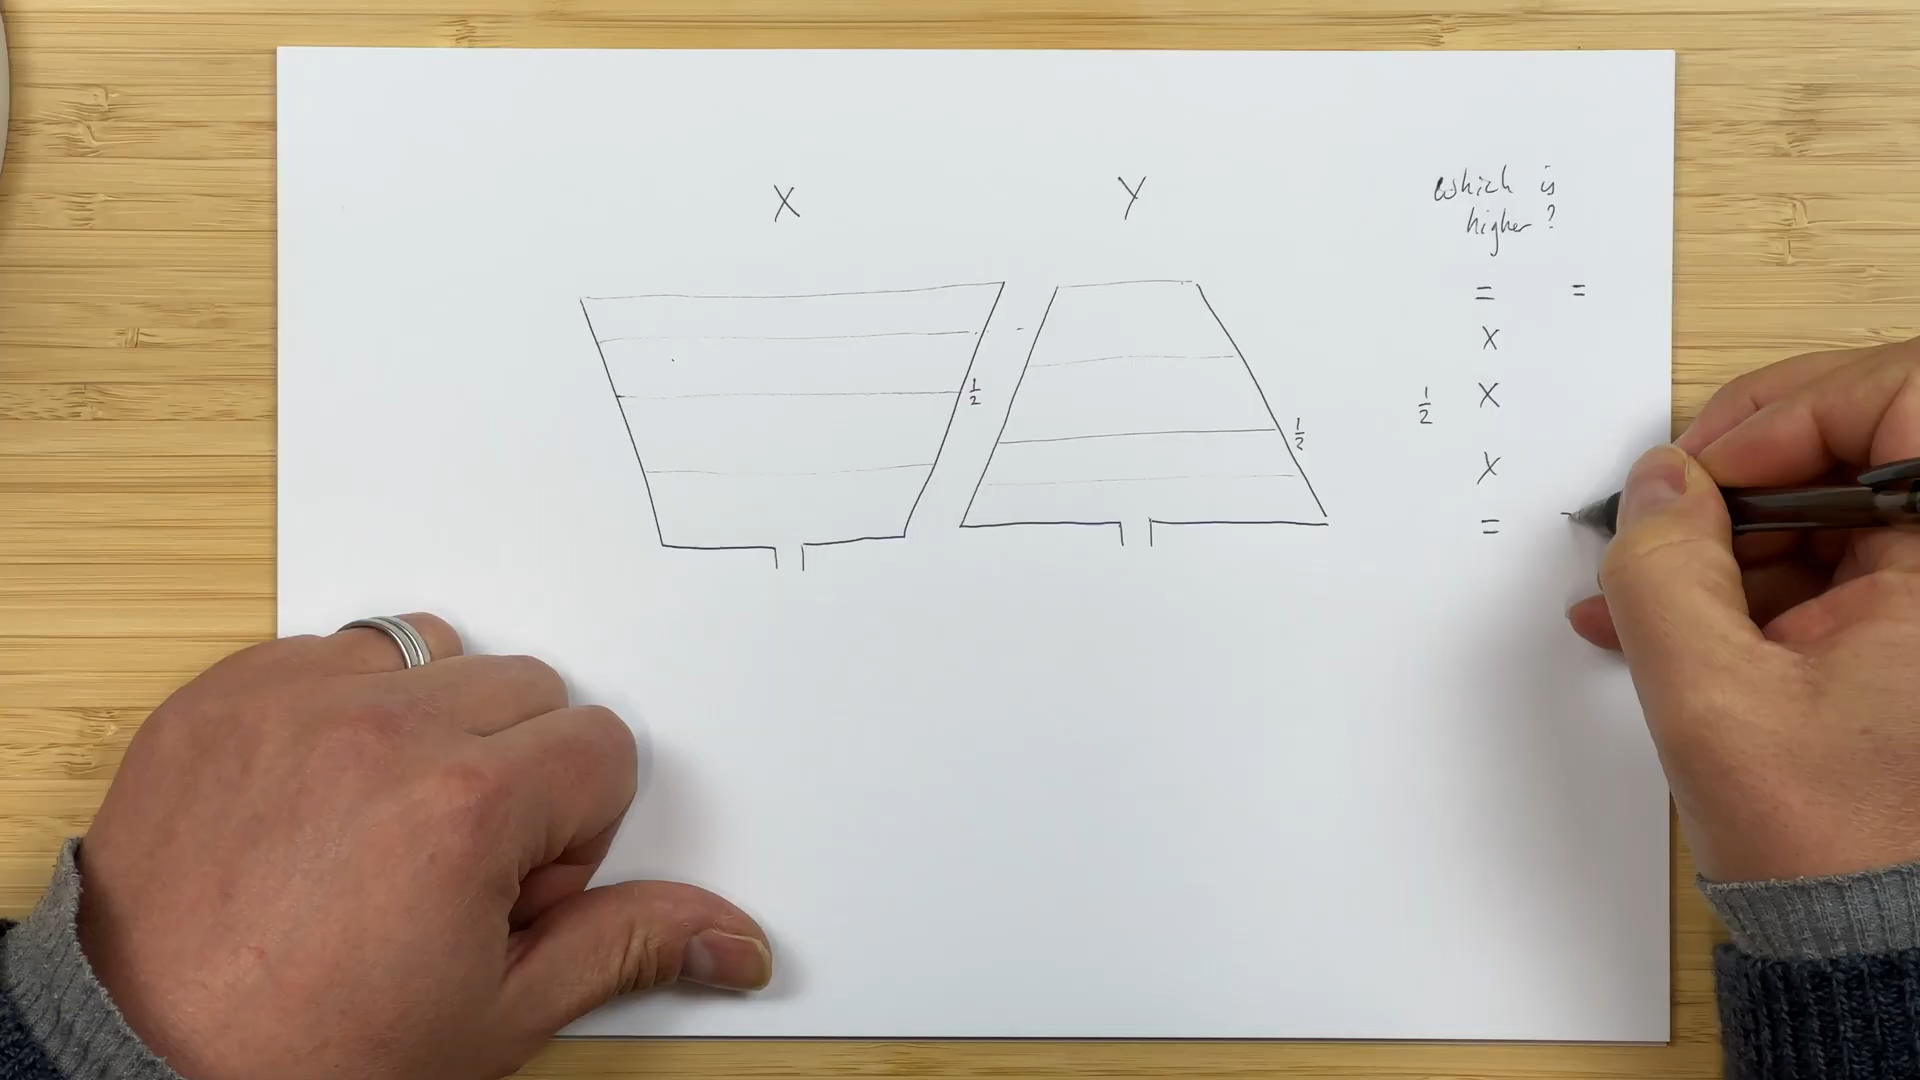 X Y
Which is
higher?
= =
X
1/2
1/2 X
1/2
X
=